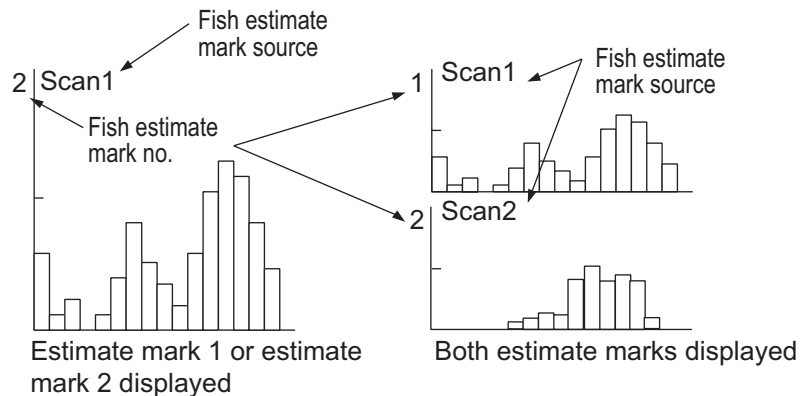 Fish estimate
mark source
2 Scan1
Fish estimate
mark no.
Estimate mark 1 or estimate
mark 2 displayed
1 Scan1
Fish estimate
mark source
2 Scan2
Both estimate marks displayed